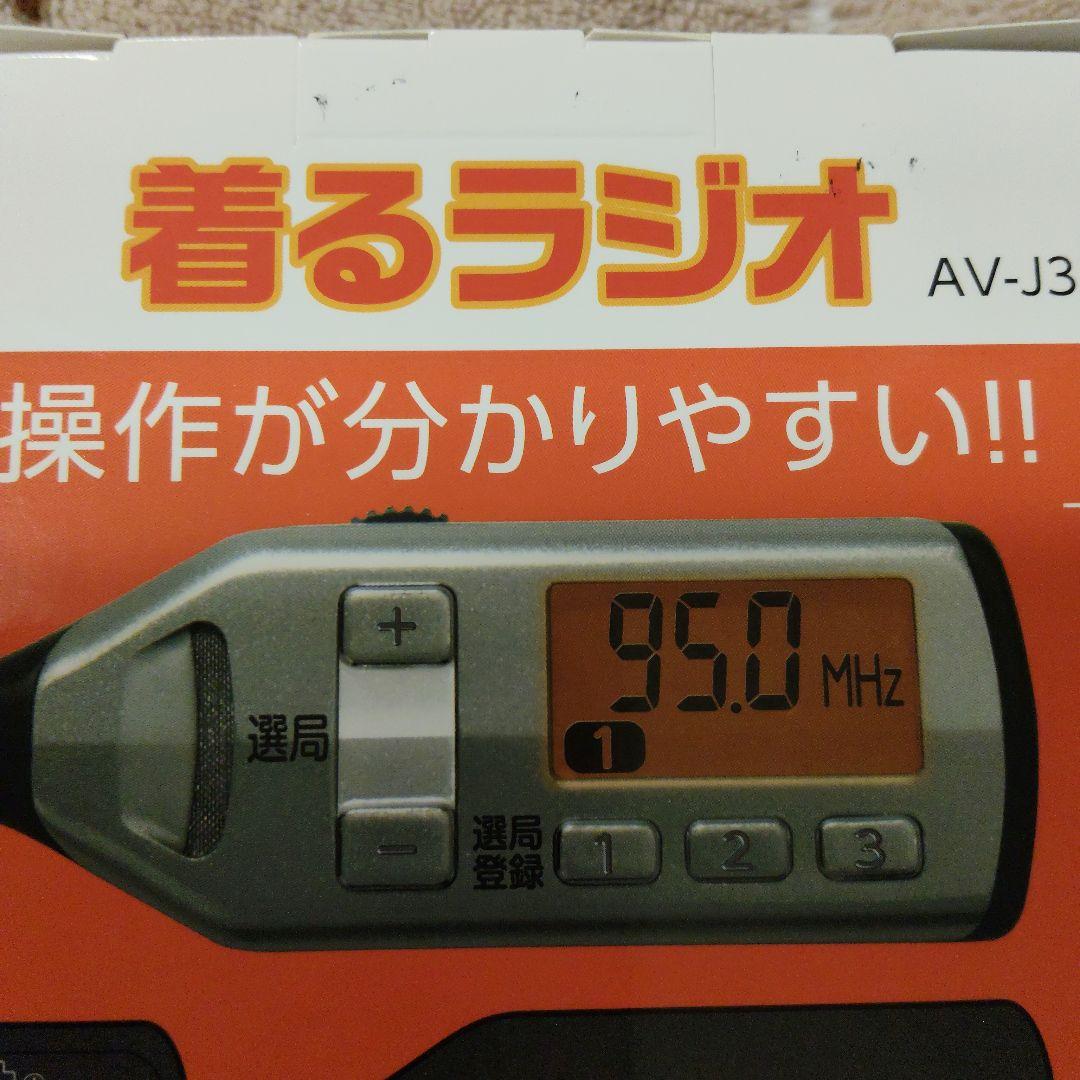 着るラジオ
AV-J3
操作が分かりやすい!!
+
95.0 MHz
選局
1
−
選局
登録
1 2 3